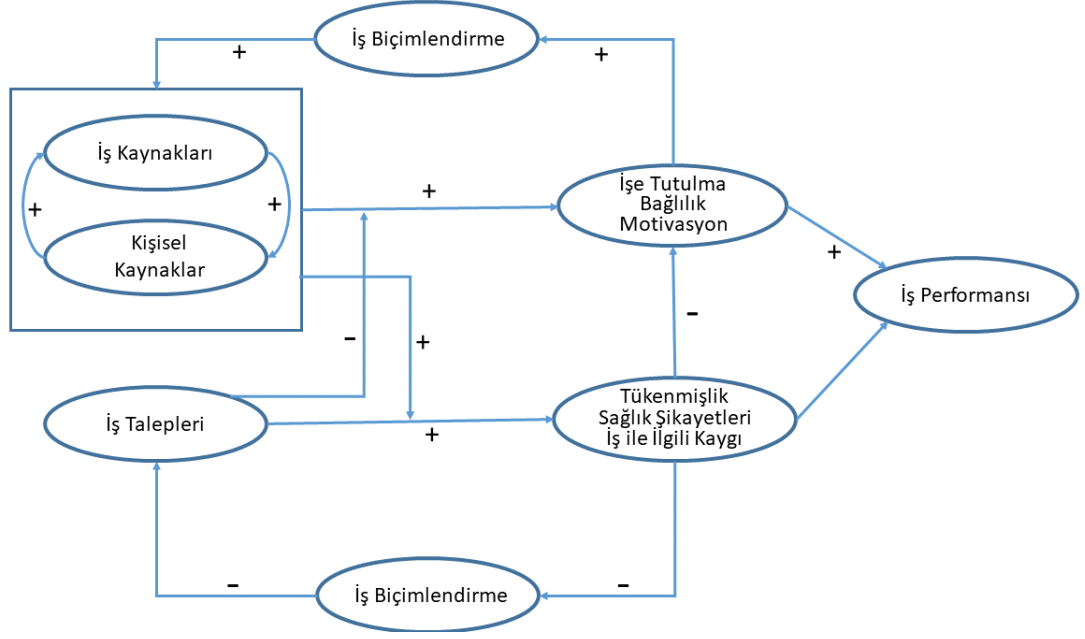 İş Biçimlendirme
+
+
İş Kaynakları
+
+
Kişisel
Kaynaklar
+
İşe Tutulma
Bağlılık
Motivasyon
+
İş Performansı
–
+
–
İş Talepleri
+
Tükenmişlik
Sağlık Şikayetleri
İş ile İlgili Kaygı
–
–
İş Biçimlendirme